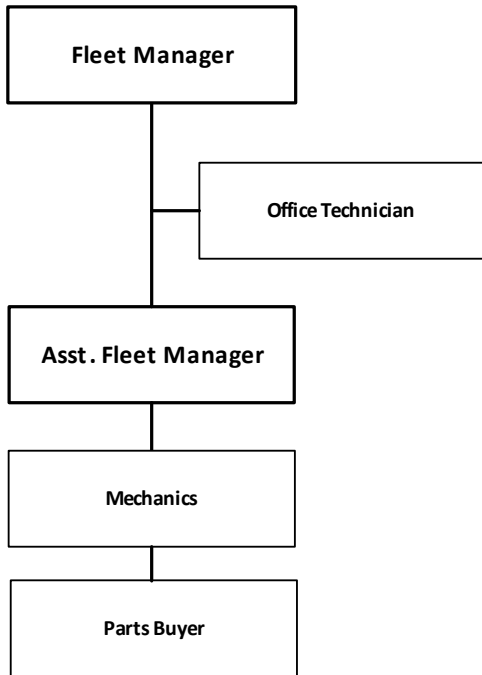 Fleet Manager
Office Technician
Asst. Fleet Manager
Mechanics
Parts Buyer